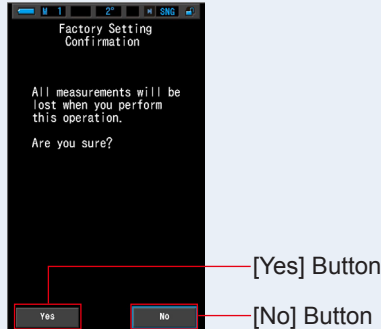 M 1 2° M SNG
Factory Setting
Confirmation
All measurements will be
lost when you perform
this operation.
Are you sure?
[Yes] Button
Yes No
[No] Button